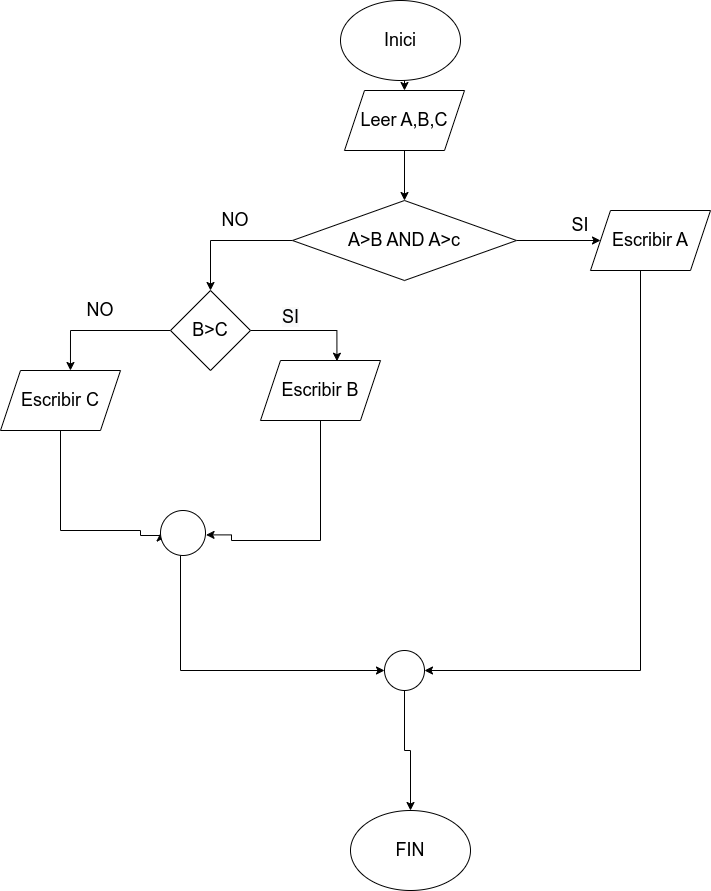 Inici
Leer A,B,C
NO
A>B AND A>c
SI
Escribir A
NO
B>C
SI
Escribir C
Escribir B
FIN